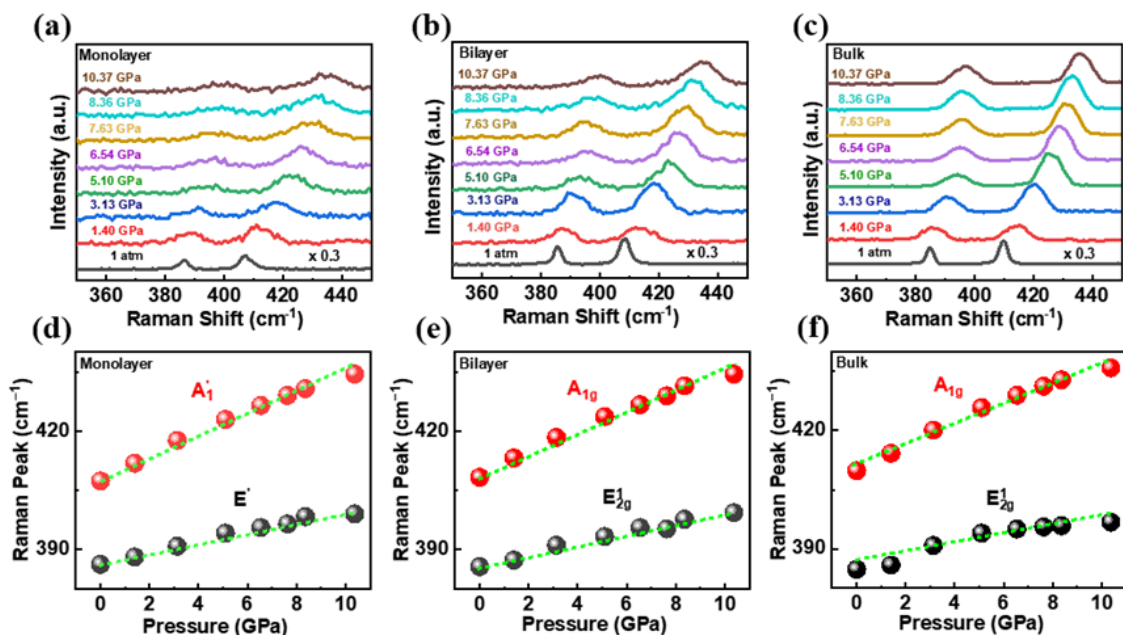 (a)
Monolayer
10.37 GPa
8.36 GPa
7.63 GPa
6.54 GPa
5.10 GPa
3.13 GPa
1.40 GPa
1 atm
x 0.3
Intensity (a.u.)
360 380 400 420 440
Raman Shift (cm⁻¹)
(b)
Bilayer
10.37 GPa
8.36 GPa
7.63 GPa
6.54 GPa
5.10 GPa
3.13 GPa
1.40 GPa
1 atm
x 0.3
Intensity (a.u.)
360 380 400 420 440
Raman Shift (cm⁻¹)
(c)
Bulk
10.37 GPa
8.36 GPa
7.63 GPa
6.54 GPa
5.10 GPa
3.13 GPa
1.40 GPa
1 atm
x 0.3
Intensity (a.u.)
360 380 400 420 440
Raman Shift (cm⁻¹)
(d)
Monolayer
A₁'
E'
420
390
Raman Peak (cm⁻¹)
0 2 4 6 8 10
Pressure (GPa)
(e)
Bilayer
A₁g
E¹₂g
420
390
Raman Peak (cm⁻¹)
0 2 4 6 8 10
Pressure (GPa)
(f)
Bulk
A₁g
E¹₂g
420
390
Raman Peak (cm⁻¹)
0 2 4 6 8 10
Pressure (GPa)